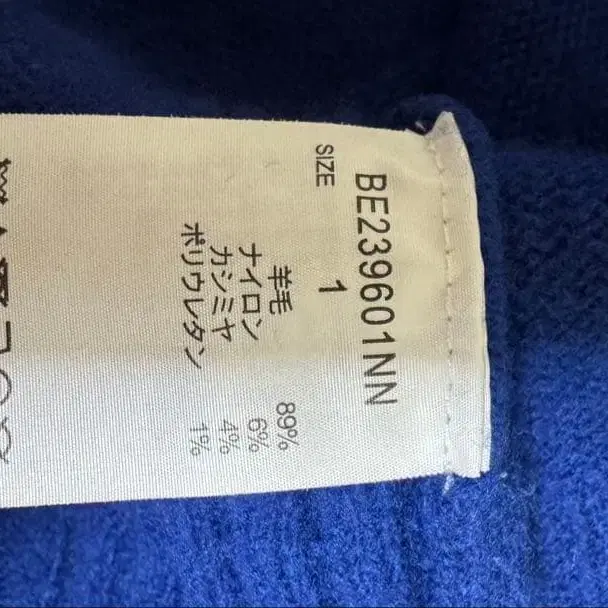 BE239601NN
SIZE 1
羊毛 89%
ナイロン 6%
カシミヤ 4%
ポリウレタン 1%